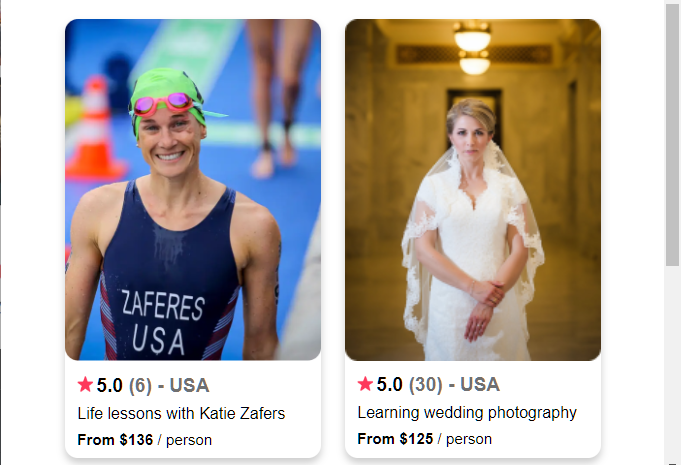 ZAFERES
USA
5.0 (6) - USA
Life lessons with Katie Zafers
From $136 / person
5.0 (30) - USA
Learning wedding photography
From $125 / person